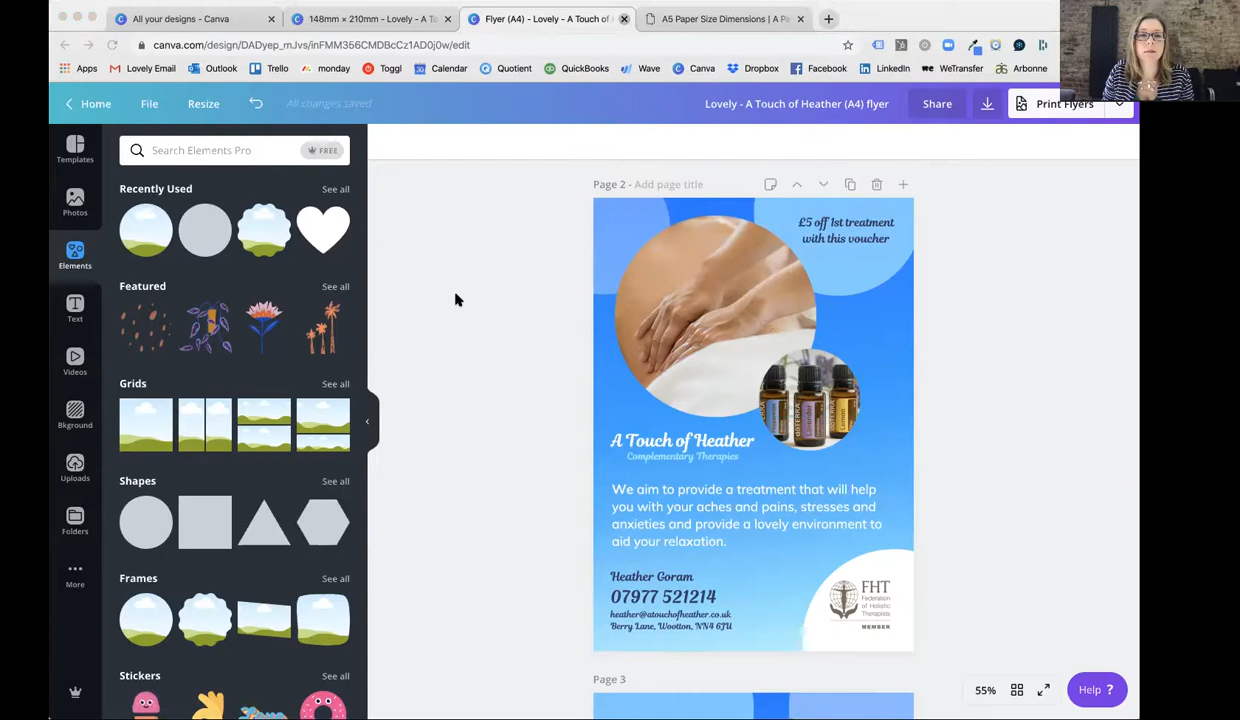 All your designs - Canva
148mm × 210mm - Lovely - A To
Flyer (A4) - Lovely - A Touch of
A5 Paper Size Dimensions | A Pa
canva.com/design/DADyep_mJvs/inFMM356CMDBcCz1AD0j0w/edit
Apps
Lovely Email
Outlook
Trello
monday
Toggl
Calendar
Quotient
QuickBooks
Wave
Canva
Dropbox
Facebook
LinkedIn
WeTransfer
Arbonne
Home
File
Resize
All changes saved
Lovely - A Touch of Heather (A4) flyer
Share
Print Flyers
Templates
Photos
Elements
Text
Videos
Bkground
Uploads
Folders
More
Search Elements Pro
FREE
Recently Used
See all
Featured
See all
Grids
See all
Shapes
See all
Frames
See all
Stickers
See all
Page 2 - Add page title
£5 off 1st treatment
with this voucher
Lavender
Lemon
A Touch of Heather
Complementary Therapies
We aim to provide a treatment that will help
you with your aches and pains, stresses and
anxieties and provide a lovely environment to
aid your relaxation.
Heather Goram
07977 521214
heather@atouchofheather.co.uk
Berry Lane, Wootton, NN4 6JU
FHT
Federation
of Holistic
Therapists
MEMBER
Page 3
55%
Help ?